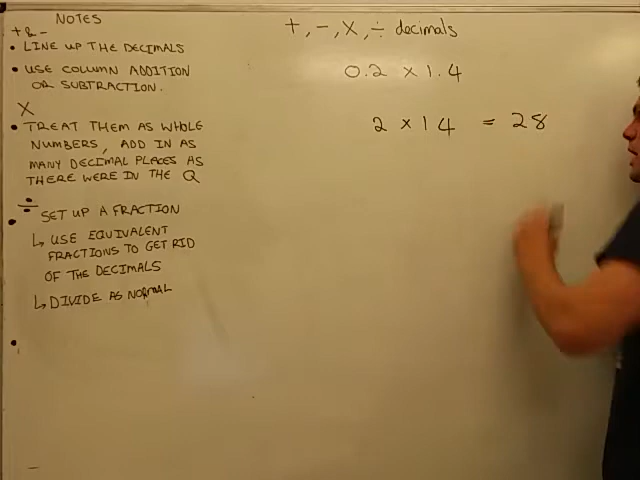 NOTES
+ & -
• LINE UP THE DECIMALS
• USE COLUMN ADDITION
OR SUBTRACTION.
X
• TREAT THEM AS WHOLE
NUMBERS, ADD IN AS
MANY DECIMAL PLACES AS
THERE WERE IN THE Q
÷
• SET UP A FRACTION
↳ USE EQUIVALENT
FRACTIONS TO GET RID
OF THE DECIMALS
↳ DIVIDE AS NORMAL
•
+, -, X, ÷ decimals
0.2 × 1.4
2 × 14 = 28